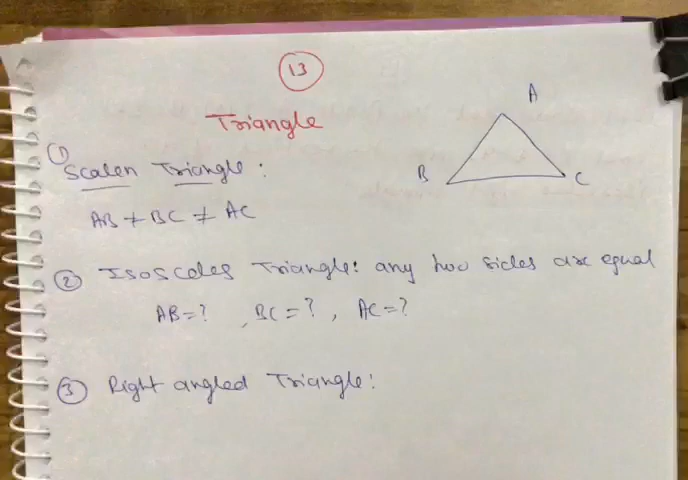 13
Triangle
A
B
C
(1)
Scalen Triangle:
AB ≠ BC ≠ AC
(2) Isosceles Triangle: any two sides are equal
AB=?, BC=?, AC=?
(3) Right angled Triangle: